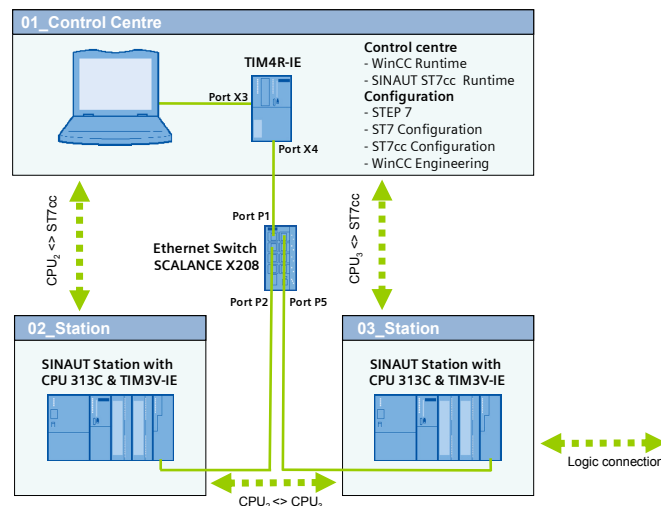 01_Control Centre
TIM4R-IE
Port X3
Port X4
Control centre
- WinCC Runtime
- SINAUT ST7cc Runtime
Configuration
- STEP 7
- ST7 Configuration
- ST7cc Configuration
- WinCC Engineering
CPU2 <> ST7cc
CPU3 <> ST7cc
Port P1
Ethernet Switch
SCALANCE X208
Port P2
Port P5
02_Station
SINAUT Station with
CPU 313C & TIM3V-IE
03_Station
SINAUT Station with
CPU 313C & TIM3V-IE
Logic connection
CPU <> CPU